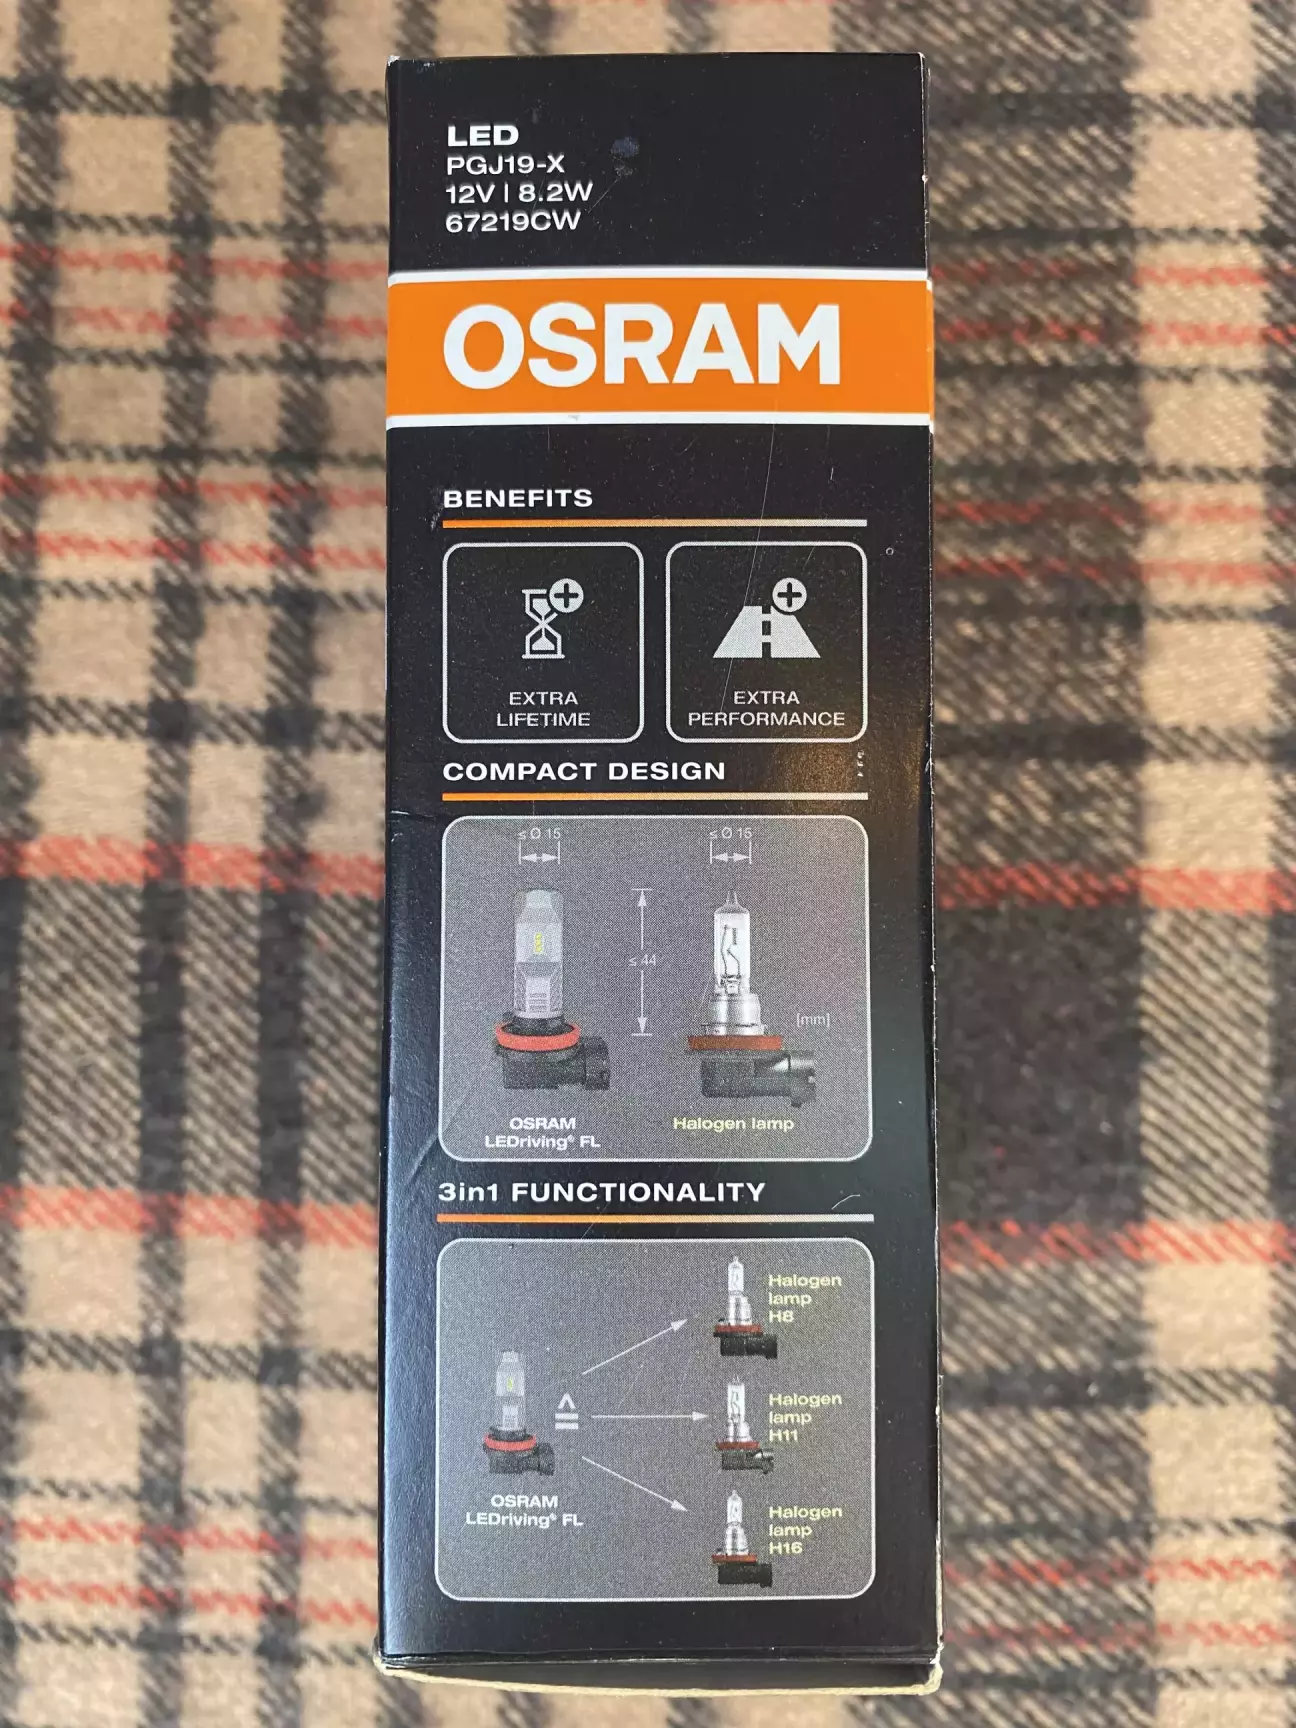 LED
PGJ19-X
12V | 8.2W
67219CW
OSRAM
BENEFITS
EXTRA
LIFETIME
EXTRA
PERFORMANCE
COMPACT DESIGN
≤ Ø 15
≤ Ø 15
≤ 44
[mm]
OSRAM
LEDriving® FL
Halogen lamp
3in1 FUNCTIONALITY
Halogen
lamp
H8
Halogen
lamp
H11
OSRAM
LEDriving® FL
Halogen
lamp
H16